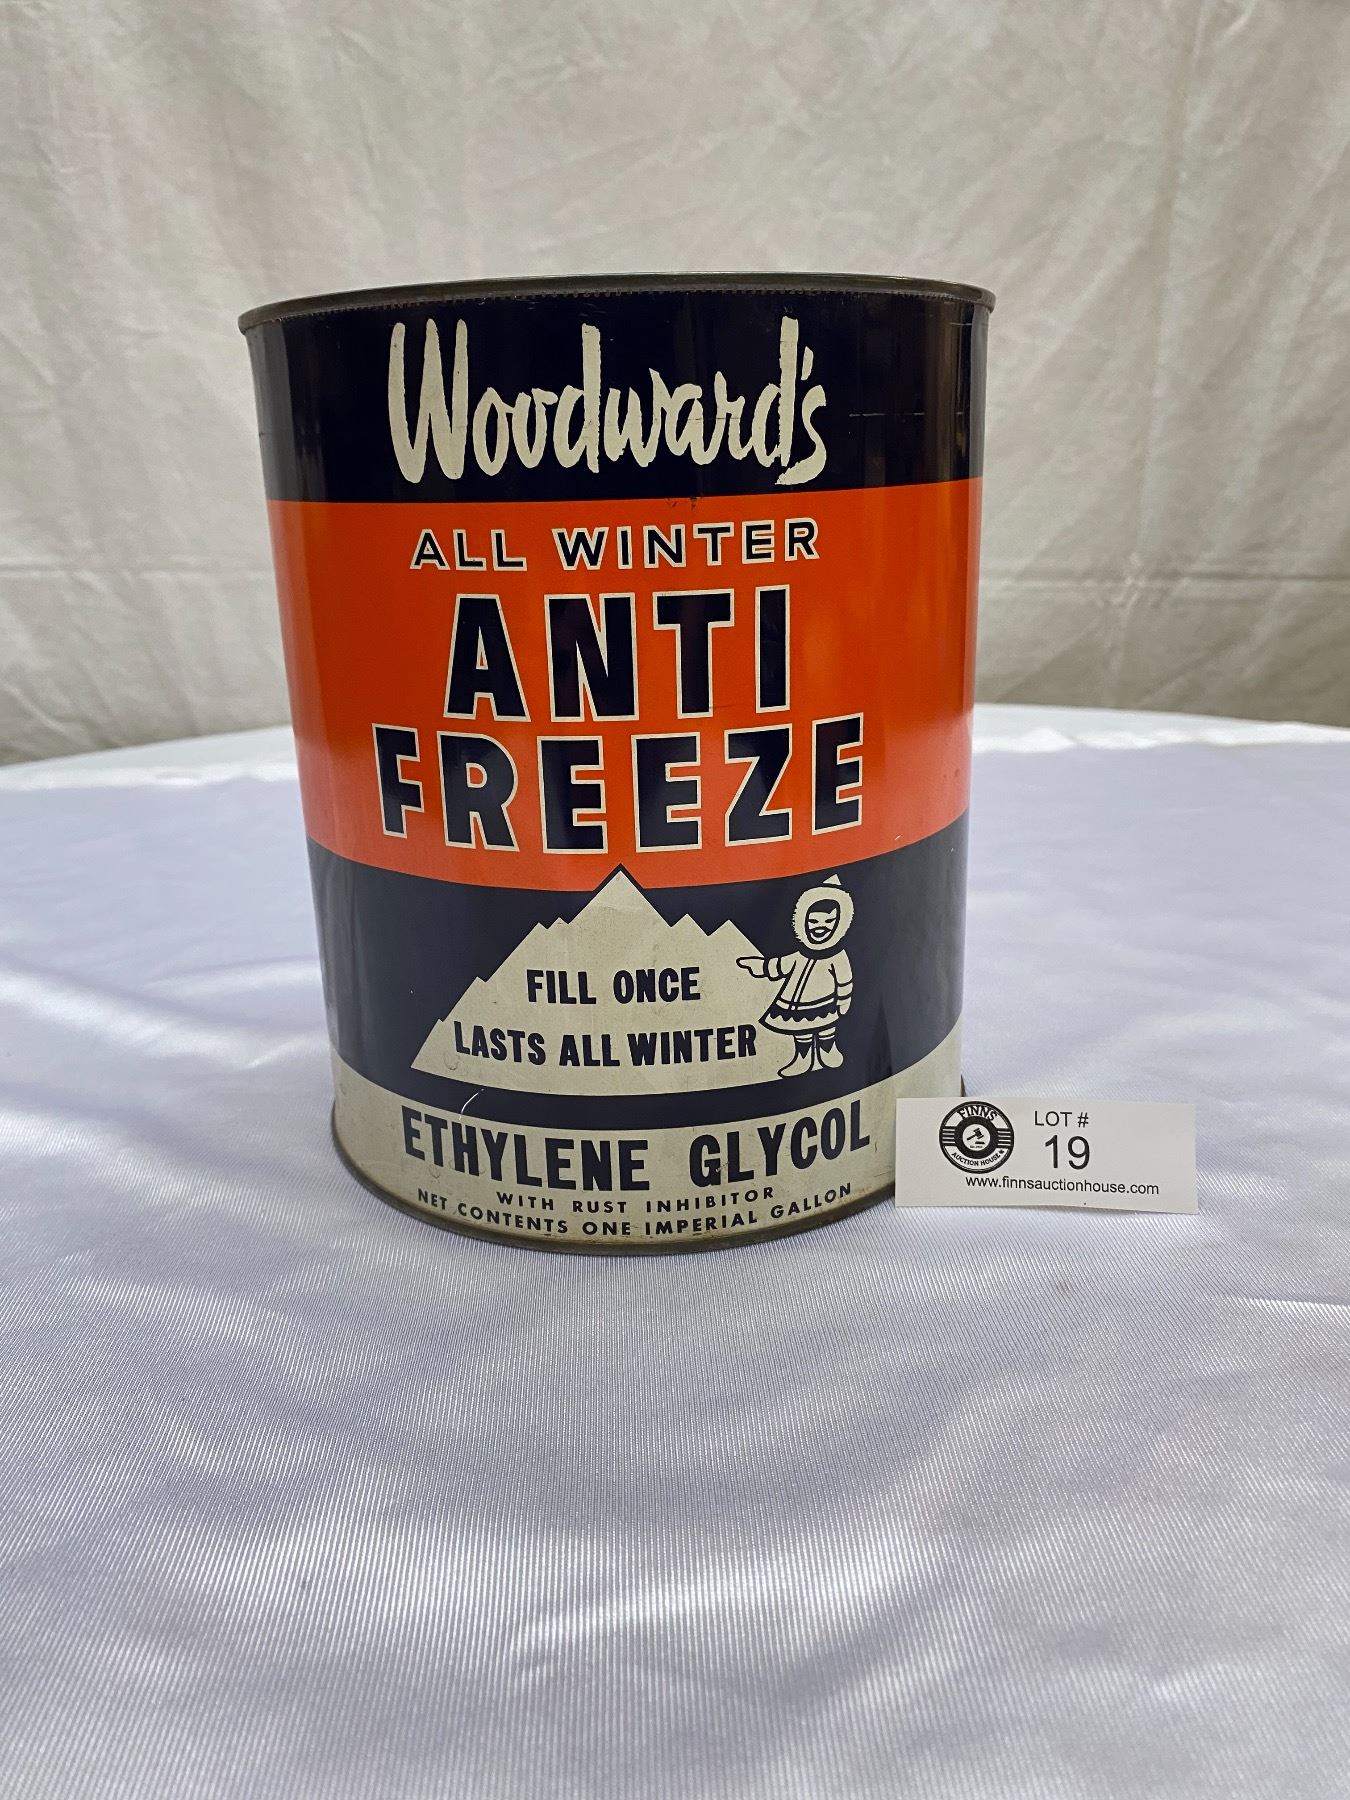 Woodward's
ALL WINTER
ANTI
FREEZE
FILL ONCE
LASTS ALL WINTER
ETHYLENE GLYCOL
WITH RUST INHIBITOR
NET CONTENTS ONE IMPERIAL GALLON
FINNS
AUCTION HOUSE
LOT #
19
www.finnsauctionhouse.com